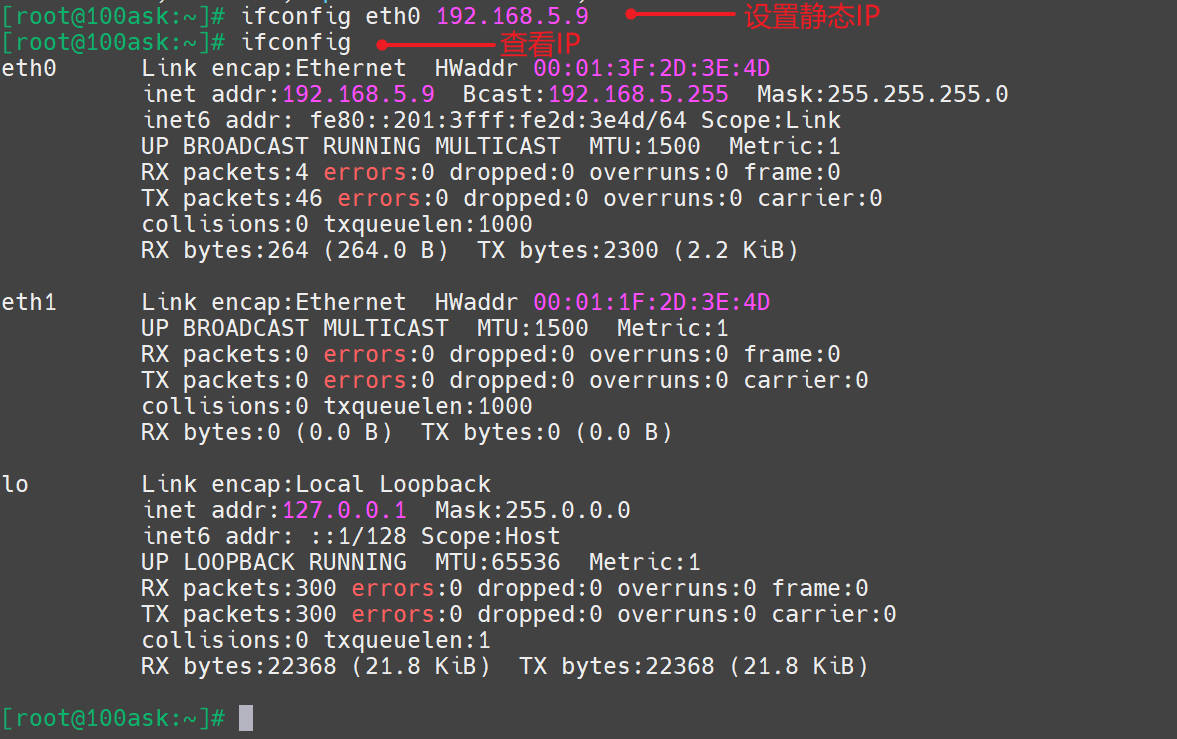 [root@100ask:~]# ifconfig eth0 192.168.5.9 设置静态IP
[root@100ask:~]# ifconfig 查看IP
eth0 Link encap:Ethernet HWaddr 00:01:3F:2D:3E:4D
inet addr:192.168.5.9 Bcast:192.168.5.255 Mask:255.255.255.0
inet6 addr: fe80::201:3fff:fe2d:3e4d/64 Scope:Link
UP BROADCAST RUNNING MULTICAST MTU:1500 Metric:1
RX packets:4 errors:0 dropped:0 overruns:0 frame:0
TX packets:46 errors:0 dropped:0 overruns:0 carrier:0
collisions:0 txqueuelen:1000
RX bytes:264 (264.0 B) TX bytes:2300 (2.2 KiB)
eth1 Link encap:Ethernet HWaddr 00:01:1F:2D:3E:4D
UP BROADCAST MULTICAST MTU:1500 Metric:1
RX packets:0 errors:0 dropped:0 overruns:0 frame:0
TX packets:0 errors:0 dropped:0 overruns:0 carrier:0
collisions:0 txqueuelen:1000
RX bytes:0 (0.0 B) TX bytes:0 (0.0 B)
lo Link encap:Local Loopback
inet addr:127.0.0.1 Mask:255.0.0.0
inet6 addr: ::1/128 Scope:Host
UP LOOPBACK RUNNING MTU:65536 Metric:1
RX packets:300 errors:0 dropped:0 overruns:0 frame:0
TX packets:300 errors:0 dropped:0 overruns:0 carrier:0
collisions:0 txqueuelen:1
RX bytes:22368 (21.8 KiB) TX bytes:22368 (21.8 KiB)
[root@100ask:~]#